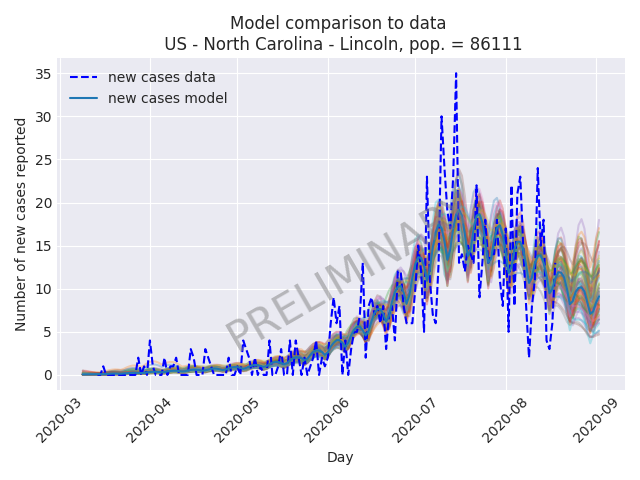 Model comparison to data
US - North Carolina - Lincoln, pop. = 86111
new cases data
new cases model
35
30
25
20
15
10
5
0
Number of new cases reported
PRELIMINARY
2020-03
2020-04
2020-05
2020-06
2020-07
2020-08
2020-09
Day